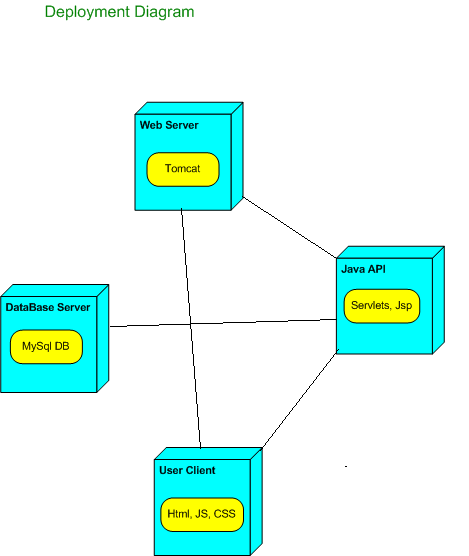 Deployment Diagram
Web Server
Tomcat
Java API
Servlets, Jsp
DataBase Server
MySql DB
User Client
Html, JS, CSS